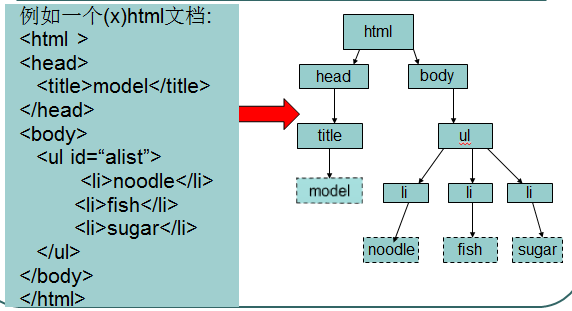 例如一个(x)html文档:
<html >
<head>
<title>model</title>
</head>
<body>
<ul id=“alist”>
<li>noodle</li>
<li>fish</li>
<li>sugar</li>
</ul>
</body>
</html>
html
head body
title ul
model li li li
noodle fish sugar